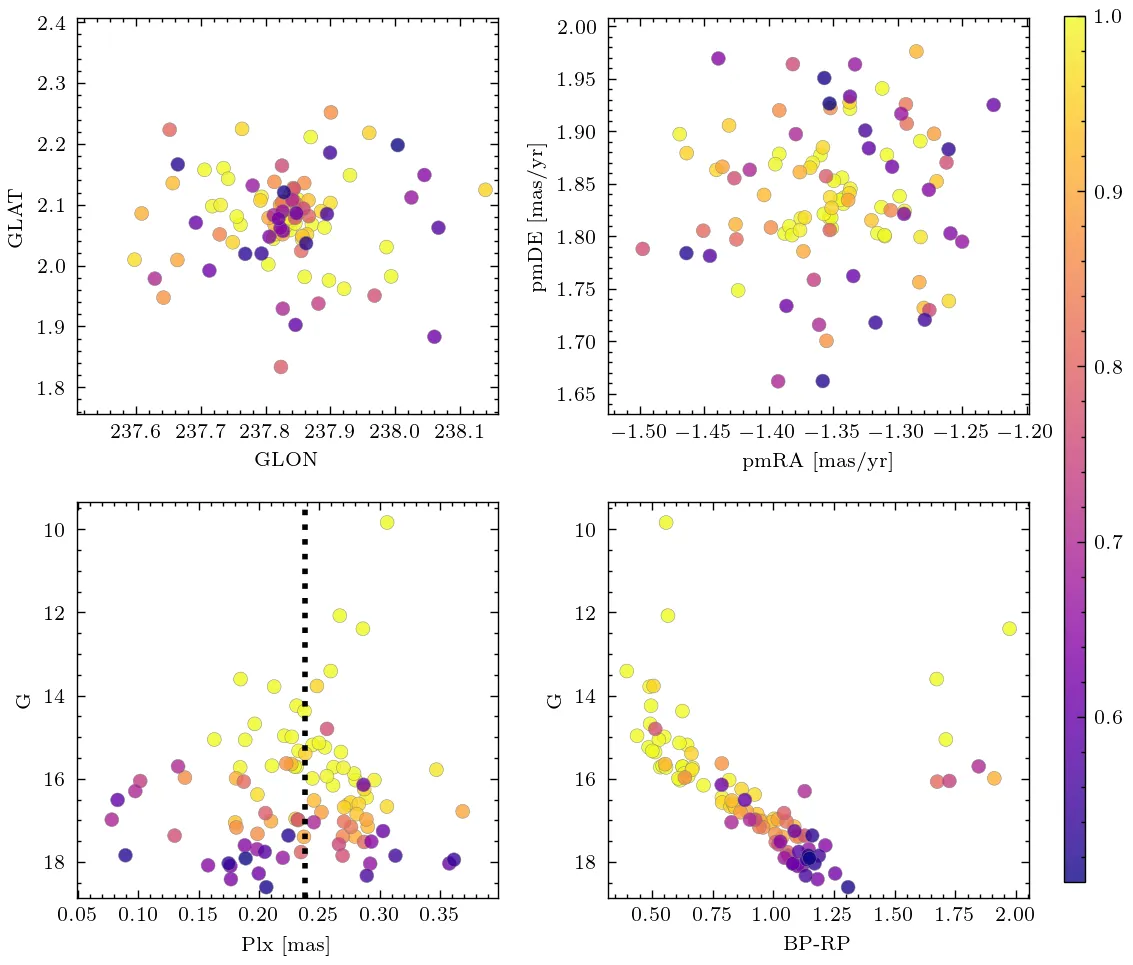 2.4
2.3
2.2
2.1
2.0
1.9
1.8
GLAT
237.6 237.7 237.8 237.9 238.0 238.1
GLON
2.00
1.95
1.90
1.85
1.80
1.75
1.70
1.65
pmDE [mas/yr]
−1.50 −1.45 −1.40 −1.35 −1.30 −1.25 −1.20
pmRA [mas/yr]
10
12
14
16
18
G
0.05 0.10 0.15 0.20 0.25 0.30 0.35
Plx [mas]
10
12
14
16
18
G
0.50 0.75 1.00 1.25 1.50 1.75 2.00
BP-RP
1.0
0.9
0.8
0.7
0.6